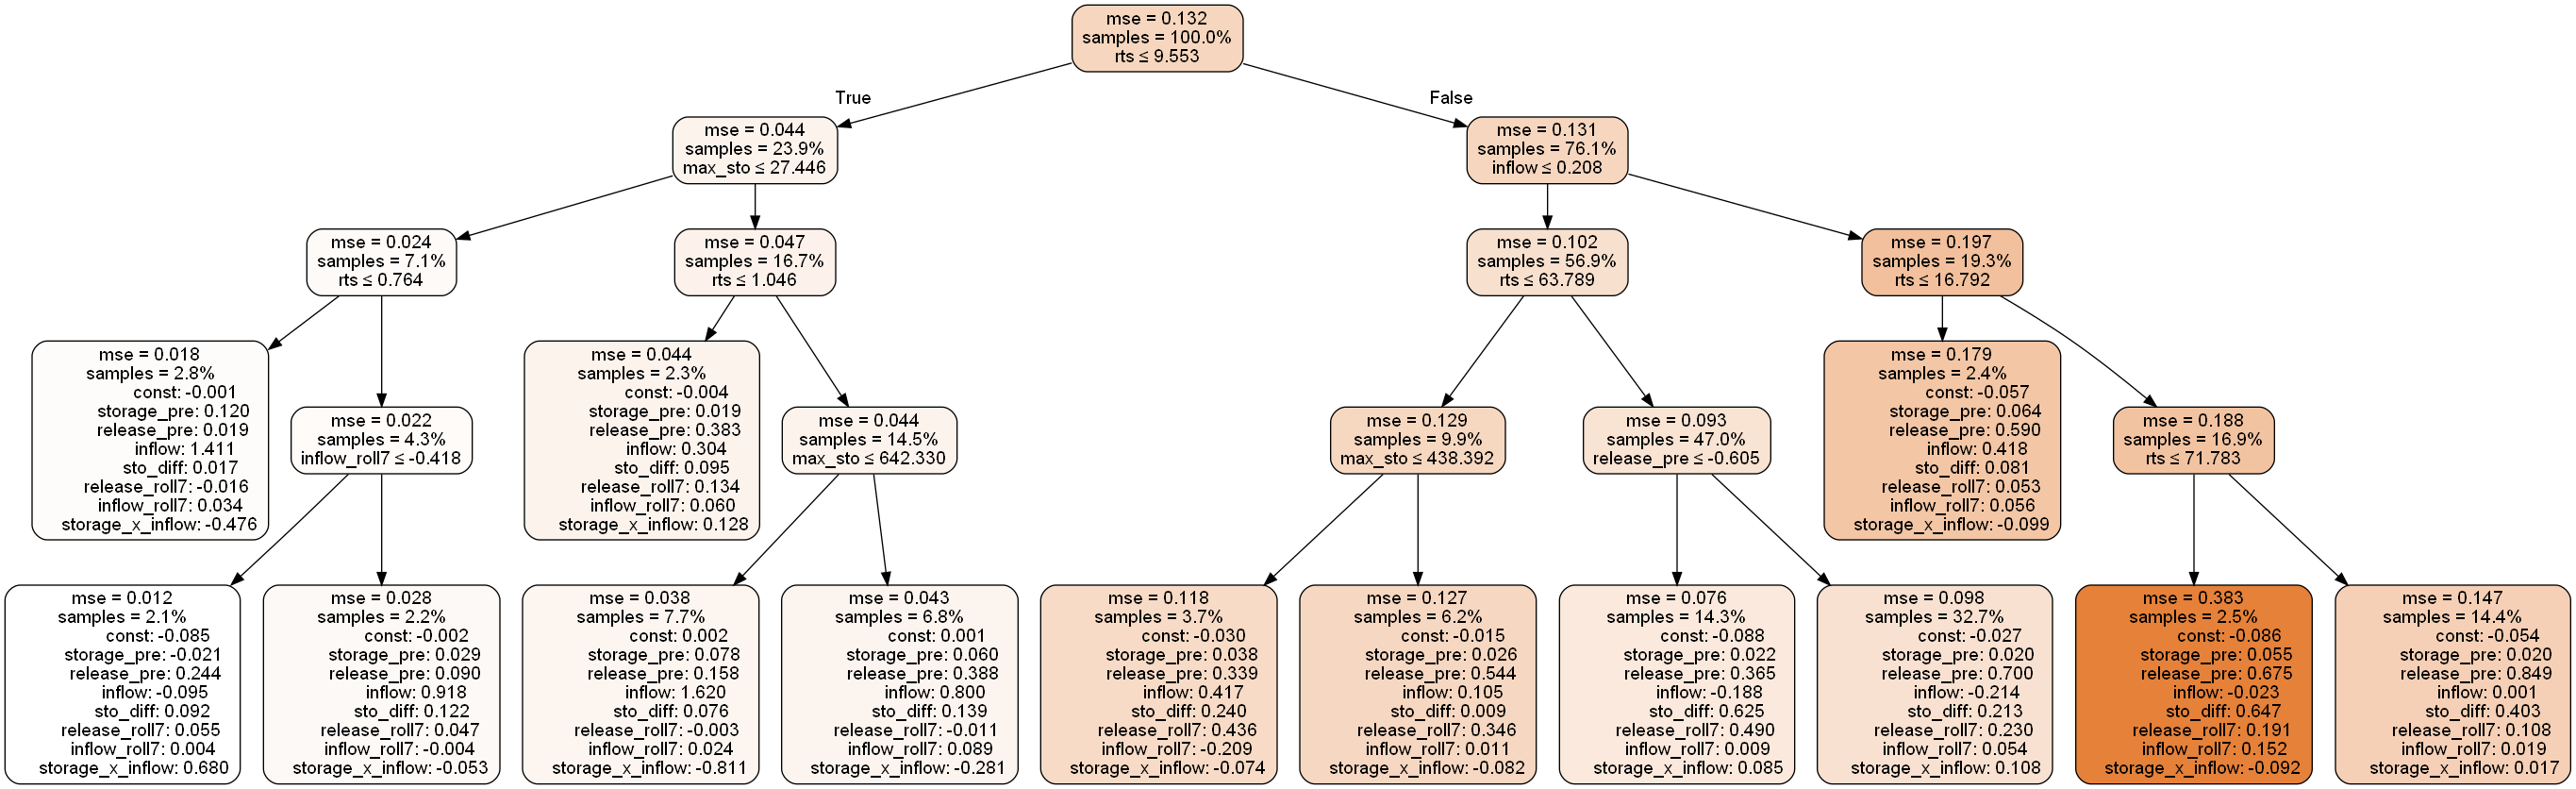 mse = 0.132
samples = 100.0%
rts ≤ 9.553
True
False
mse = 0.044
samples = 23.9%
max_sto ≤ 27.446
mse = 0.131
samples = 76.1%
inflow ≤ 0.208
mse = 0.024
samples = 7.1%
rts ≤ 0.764
mse = 0.047
samples = 16.7%
rts ≤ 1.046
mse = 0.102
samples = 56.9%
rts ≤ 63.789
mse = 0.197
samples = 19.3%
rts ≤ 16.792
mse = 0.018
samples = 2.8%
const: -0.001
storage_pre: 0.120
release_pre: 0.019
inflow: 1.411
sto_diff: 0.017
release_roll7: -0.016
inflow_roll7: 0.034
storage_x_inflow: -0.476
mse = 0.022
samples = 4.3%
inflow_roll7 ≤ -0.418
mse = 0.044
samples = 2.3%
const: -0.004
storage_pre: 0.019
release_pre: 0.383
inflow: 0.304
sto_diff: 0.095
release_roll7: 0.134
inflow_roll7: 0.060
storage_x_inflow: 0.128
mse = 0.044
samples = 14.5%
max_sto ≤ 642.330
mse = 0.129
samples = 9.9%
max_sto ≤ 438.392
mse = 0.093
samples = 47.0%
release_pre ≤ -0.605
mse = 0.179
samples = 2.4%
const: -0.057
storage_pre: 0.064
release_pre: 0.590
inflow: 0.418
sto_diff: 0.081
release_roll7: 0.053
inflow_roll7: 0.056
storage_x_inflow: -0.099
mse = 0.188
samples = 16.9%
rts ≤ 71.783
mse = 0.012
samples = 2.1%
const: -0.085
storage_pre: -0.021
release_pre: 0.244
inflow: -0.095
sto_diff: 0.092
release_roll7: 0.055
inflow_roll7: 0.004
storage_x_inflow: 0.680
mse = 0.028
samples = 2.2%
const: -0.002
storage_pre: 0.029
release_pre: 0.090
inflow: 0.918
sto_diff: 0.122
release_roll7: 0.047
inflow_roll7: -0.004
storage_x_inflow: -0.053
mse = 0.038
samples = 7.7%
const: 0.002
storage_pre: 0.078
release_pre: 0.158
inflow: 1.620
sto_diff: 0.076
release_roll7: -0.003
inflow_roll7: 0.024
storage_x_inflow: -0.811
mse = 0.043
samples = 6.8%
const: 0.001
storage_pre: 0.060
release_pre: 0.388
inflow: 0.800
sto_diff: 0.139
release_roll7: -0.011
inflow_roll7: 0.089
storage_x_inflow: -0.281
mse = 0.118
samples = 3.7%
const: -0.030
storage_pre: 0.038
release_pre: 0.339
inflow: 0.417
sto_diff: 0.240
release_roll7: 0.436
inflow_roll7: -0.209
storage_x_inflow: -0.074
mse = 0.127
samples = 6.2%
const: -0.015
storage_pre: 0.026
release_pre: 0.544
inflow: 0.105
sto_diff: 0.009
release_roll7: 0.346
inflow_roll7: 0.011
storage_x_inflow: -0.082
mse = 0.076
samples = 14.3%
const: -0.088
storage_pre: 0.022
release_pre: 0.365
inflow: -0.188
sto_diff: 0.625
release_roll7: 0.490
inflow_roll7: 0.009
storage_x_inflow: 0.085
mse = 0.098
samples = 32.7%
const: -0.027
storage_pre: 0.020
release_pre: 0.700
inflow: -0.214
sto_diff: 0.213
release_roll7: 0.230
inflow_roll7: 0.054
storage_x_inflow: 0.108
mse = 0.383
samples = 2.5%
const: -0.086
storage_pre: 0.055
release_pre: 0.675
inflow: -0.023
sto_diff: 0.647
release_roll7: 0.191
inflow_roll7: 0.152
storage_x_inflow: -0.092
mse = 0.147
samples = 14.4%
const: -0.054
storage_pre: 0.020
release_pre: 0.849
inflow: 0.001
sto_diff: 0.403
release_roll7: 0.108
inflow_roll7: 0.019
storage_x_inflow: 0.017